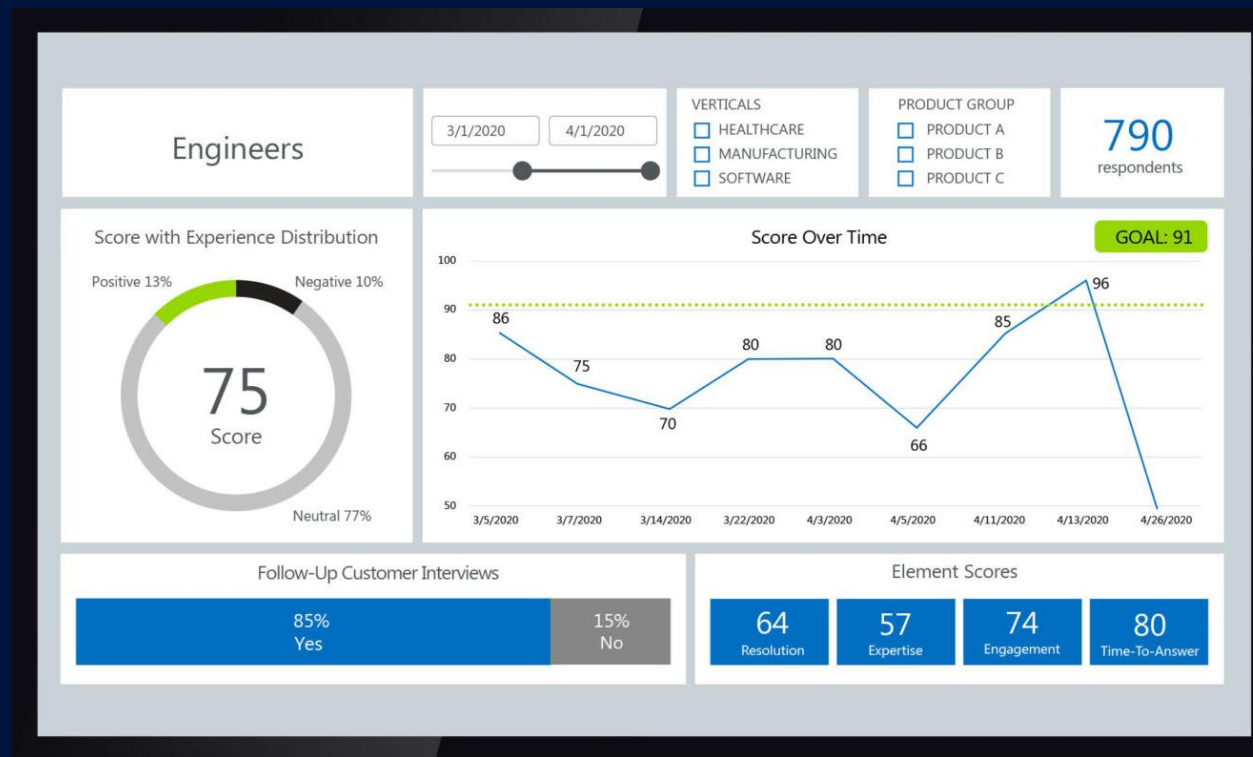 Engineers
3/1/2020
4/1/2020
VERTICALS
HEALTHCARE
MANUFACTURING
SOFTWARE
PRODUCT GROUP
PRODUCT A
PRODUCT B
PRODUCT C
790
respondents
Score with Experience Distribution
Positive 13%
Negative 10%
75
Score
Neutral 77%
Score Over Time
GOAL: 91
100
90
80
70
60
50
86
75
70
80
80
66
85
96
3/5/2020
3/7/2020
3/14/2020
3/22/2020
4/3/2020
4/5/2020
4/11/2020
4/13/2020
4/26/2020
Follow-Up Customer Interviews
85%
Yes
15%
No
Element Scores
64
Resolution
57
Expertise
74
Engagement
80
Time-To-Answer